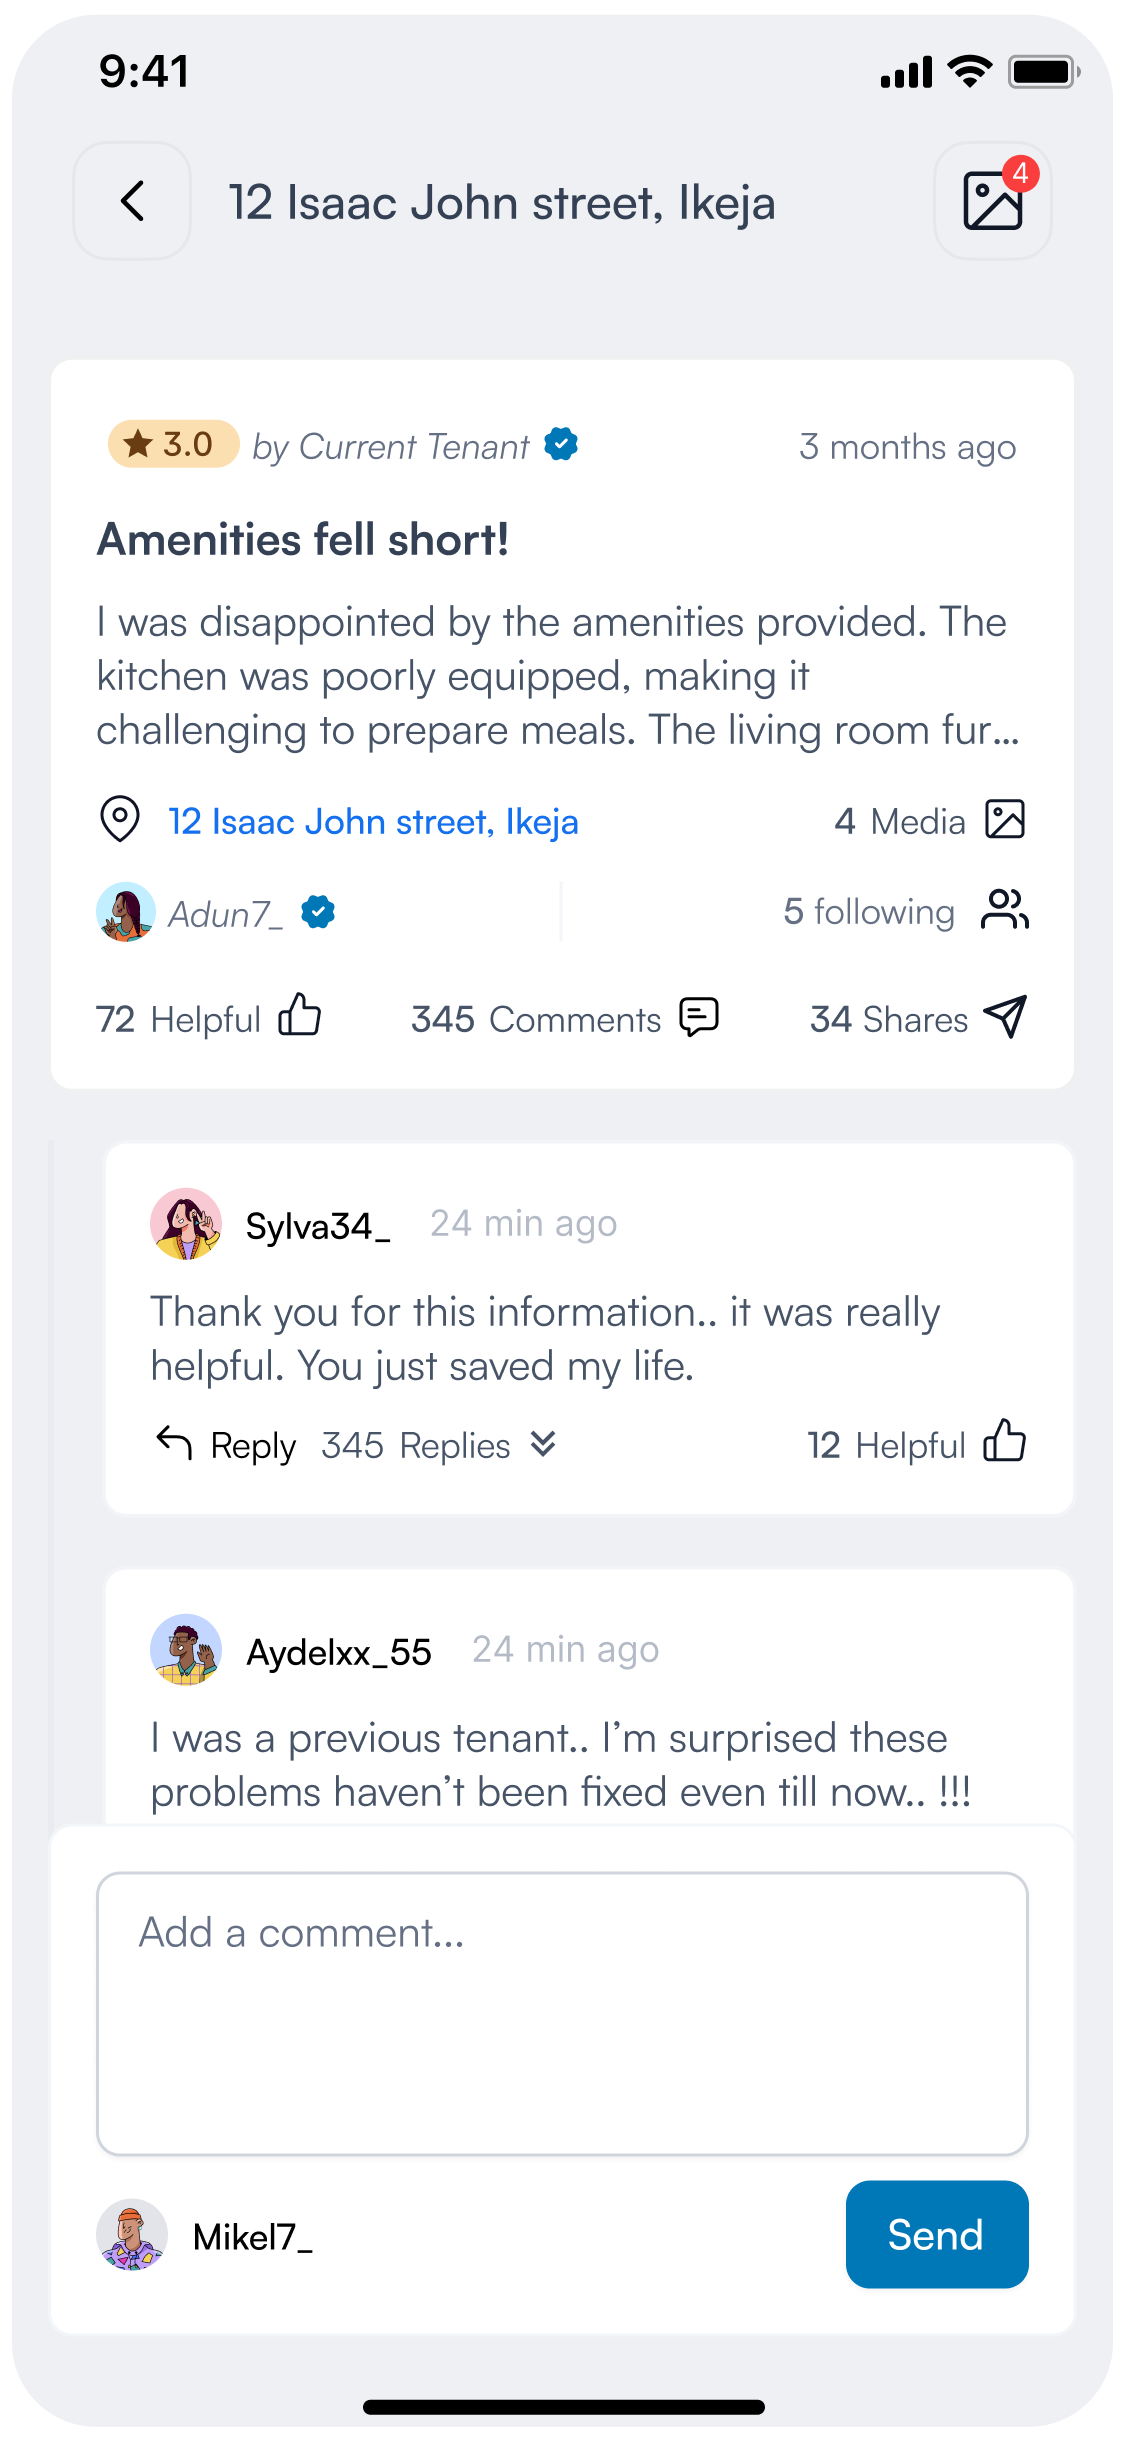 9:41
12 Isaac John street, Ikeja
4
3.0 by Current Tenant 3 months ago
Amenities fell short!
I was disappointed by the amenities provided. The
kitchen was poorly equipped, making it
challenging to prepare meals. The living room fur...
12 Isaac John street, Ikeja 4 Media
Adun7_ 5 following
72 Helpful 345 Comments 34 Shares
Sylva34_ 24 min ago
Thank you for this information.. it was really
helpful. You just saved my life.
Reply 345 Replies 12 Helpful
Aydelxx_55 24 min ago
I was a previous tenant.. I’m surprised these
problems haven’t been fixed even till now.. !!!
Add a comment...
Mikel7_ Send